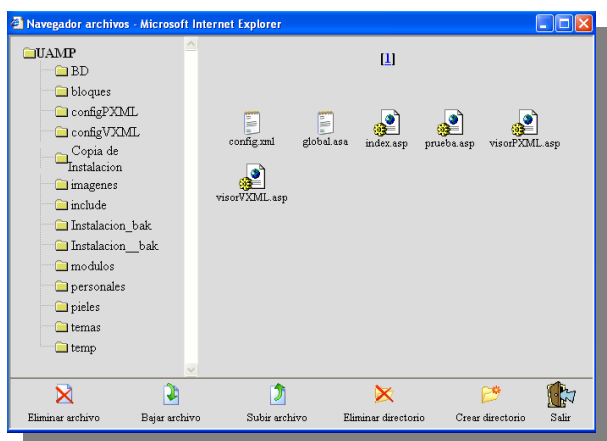 Navegador archivos - Microsoft Internet Explorer
UAMP
BD
bloques
configPXML
configVXML
Copia de
Instalacion
imagenes
include
Instalacion_bak
Instalacion__bak
modulos
personales
pieles
temas
temp
[1]
config.xml global.asa index.asp prueba.asp visorPXML.asp
visorVXML.asp
Eliminar archivo Bajar archivo Subir archivo Eliminar directorio Crear directorio Salir